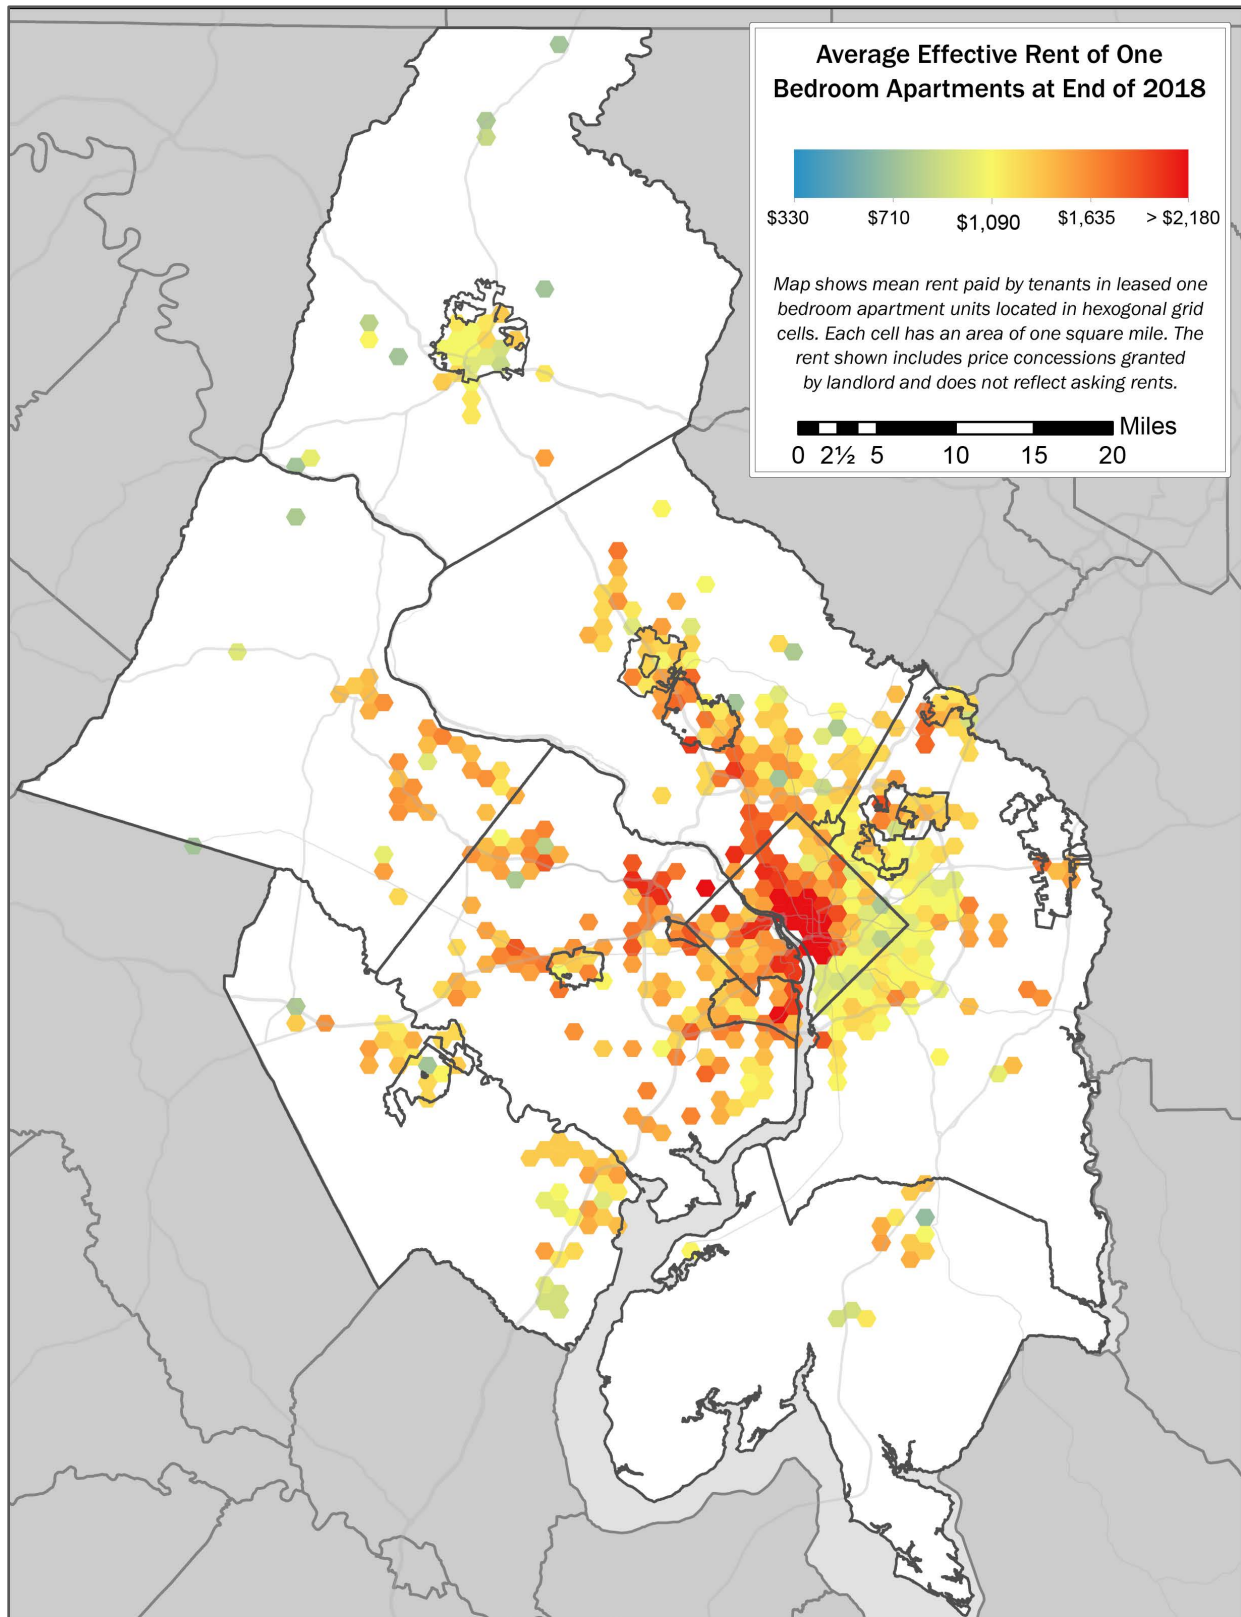 Average Effective Rent of One
Bedroom Apartments at End of 2018
$330 $710 $1,090 $1,635 > $2,180
Map shows mean rent paid by tenants in leased one
bedroom apartment units located in hexogonal grid
cells. Each cell has an area of one square mile. The
rent shown includes price concessions granted
by landlord and does not reflect asking rents.
Miles
0 2½ 5 10 15 20